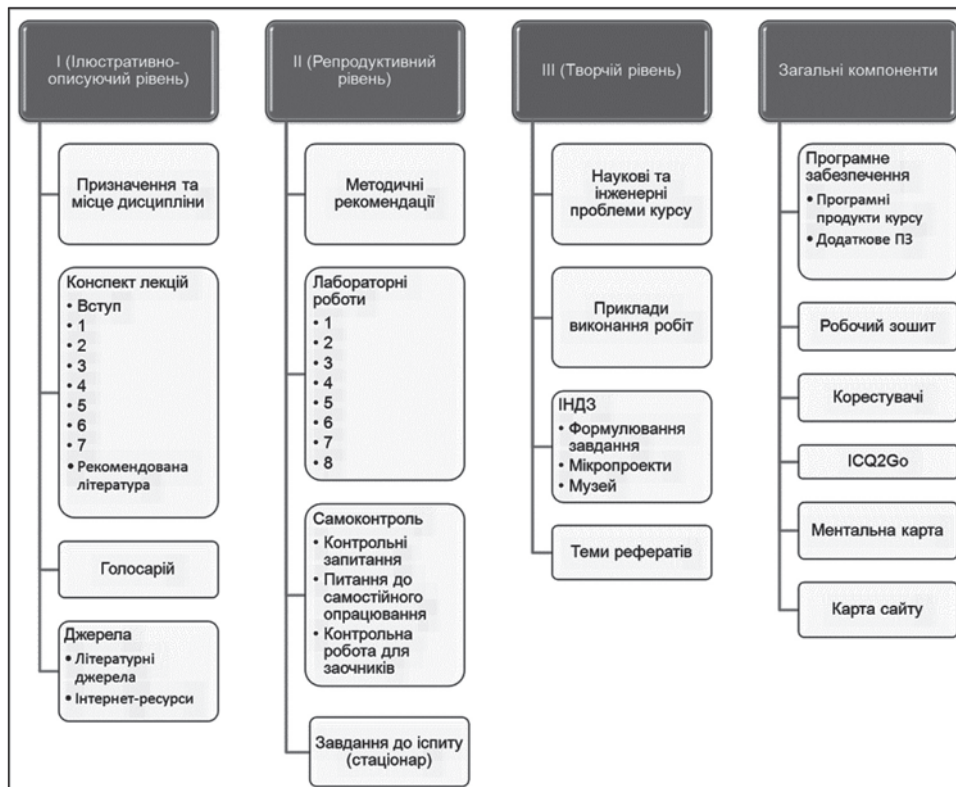 І (Ілюстративно-
описуючий рівень)
Призначення та
місце дисципліни
Конспект лекцій
• Вступ
• 1
• 2
• 3
• 4
• 5
• 6
• 7
• Рекомендована
література
Голосарій
Джерела
• Літературні
джерела
• Інтернет-ресурси
ІІ (Репродуктивний
рівень)
Методичні
рекомендації
Лабораторні
роботи
• 1
• 2
• 3
• 4
• 5
• 6
• 7
• 8
Самоконтроль
• Контрольні
запитання
• Питання до
самостійного
опрацювання
• Контрольна
робота для
заочників
Завдання до іспиту
(стаціонар)
ІІІ (Творчій рівень)
Наукові та
інженерні
проблеми курсу
Приклади
виконання робіт
ІНДЗ
• Формулювання
завдання
• Мікропроекти
• Музей
Теми рефератів
Загальні компоненти
Програмне
забезпечення
• Програмні
продукти курсу
• Додаткове ПЗ
Робочий зошит
Корестувачі
ICQ2Go
Ментальна карта
Карта сайту